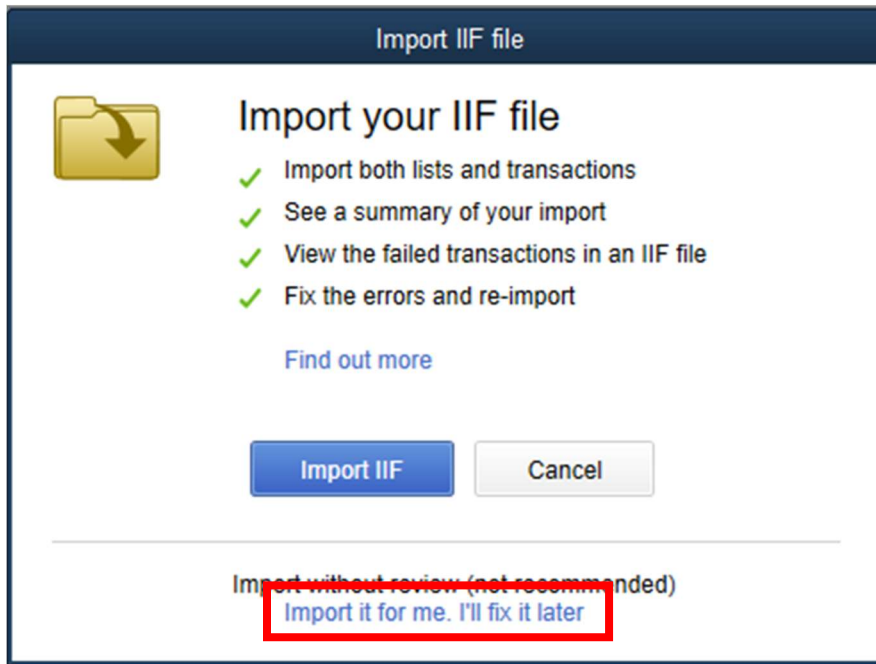 Import IIF file
Import your IIF file
Import both lists and transactions
See a summary of your import
View the failed transactions in an IIF file
Fix the errors and re-import
Find out more
Import IIF
Cancel
Import without review (not recommended)
Import it for me. I'll fix it later